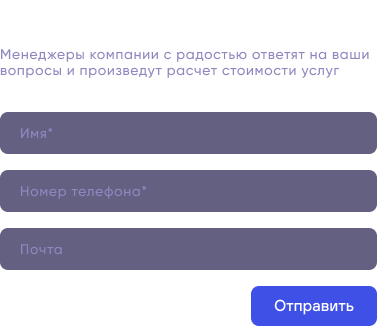 Менеджеры компании с радостью ответят на ваши
вопросы и произведут расчет стоимости услуг
Имя*
Номер телефона*
Почта
Отправить